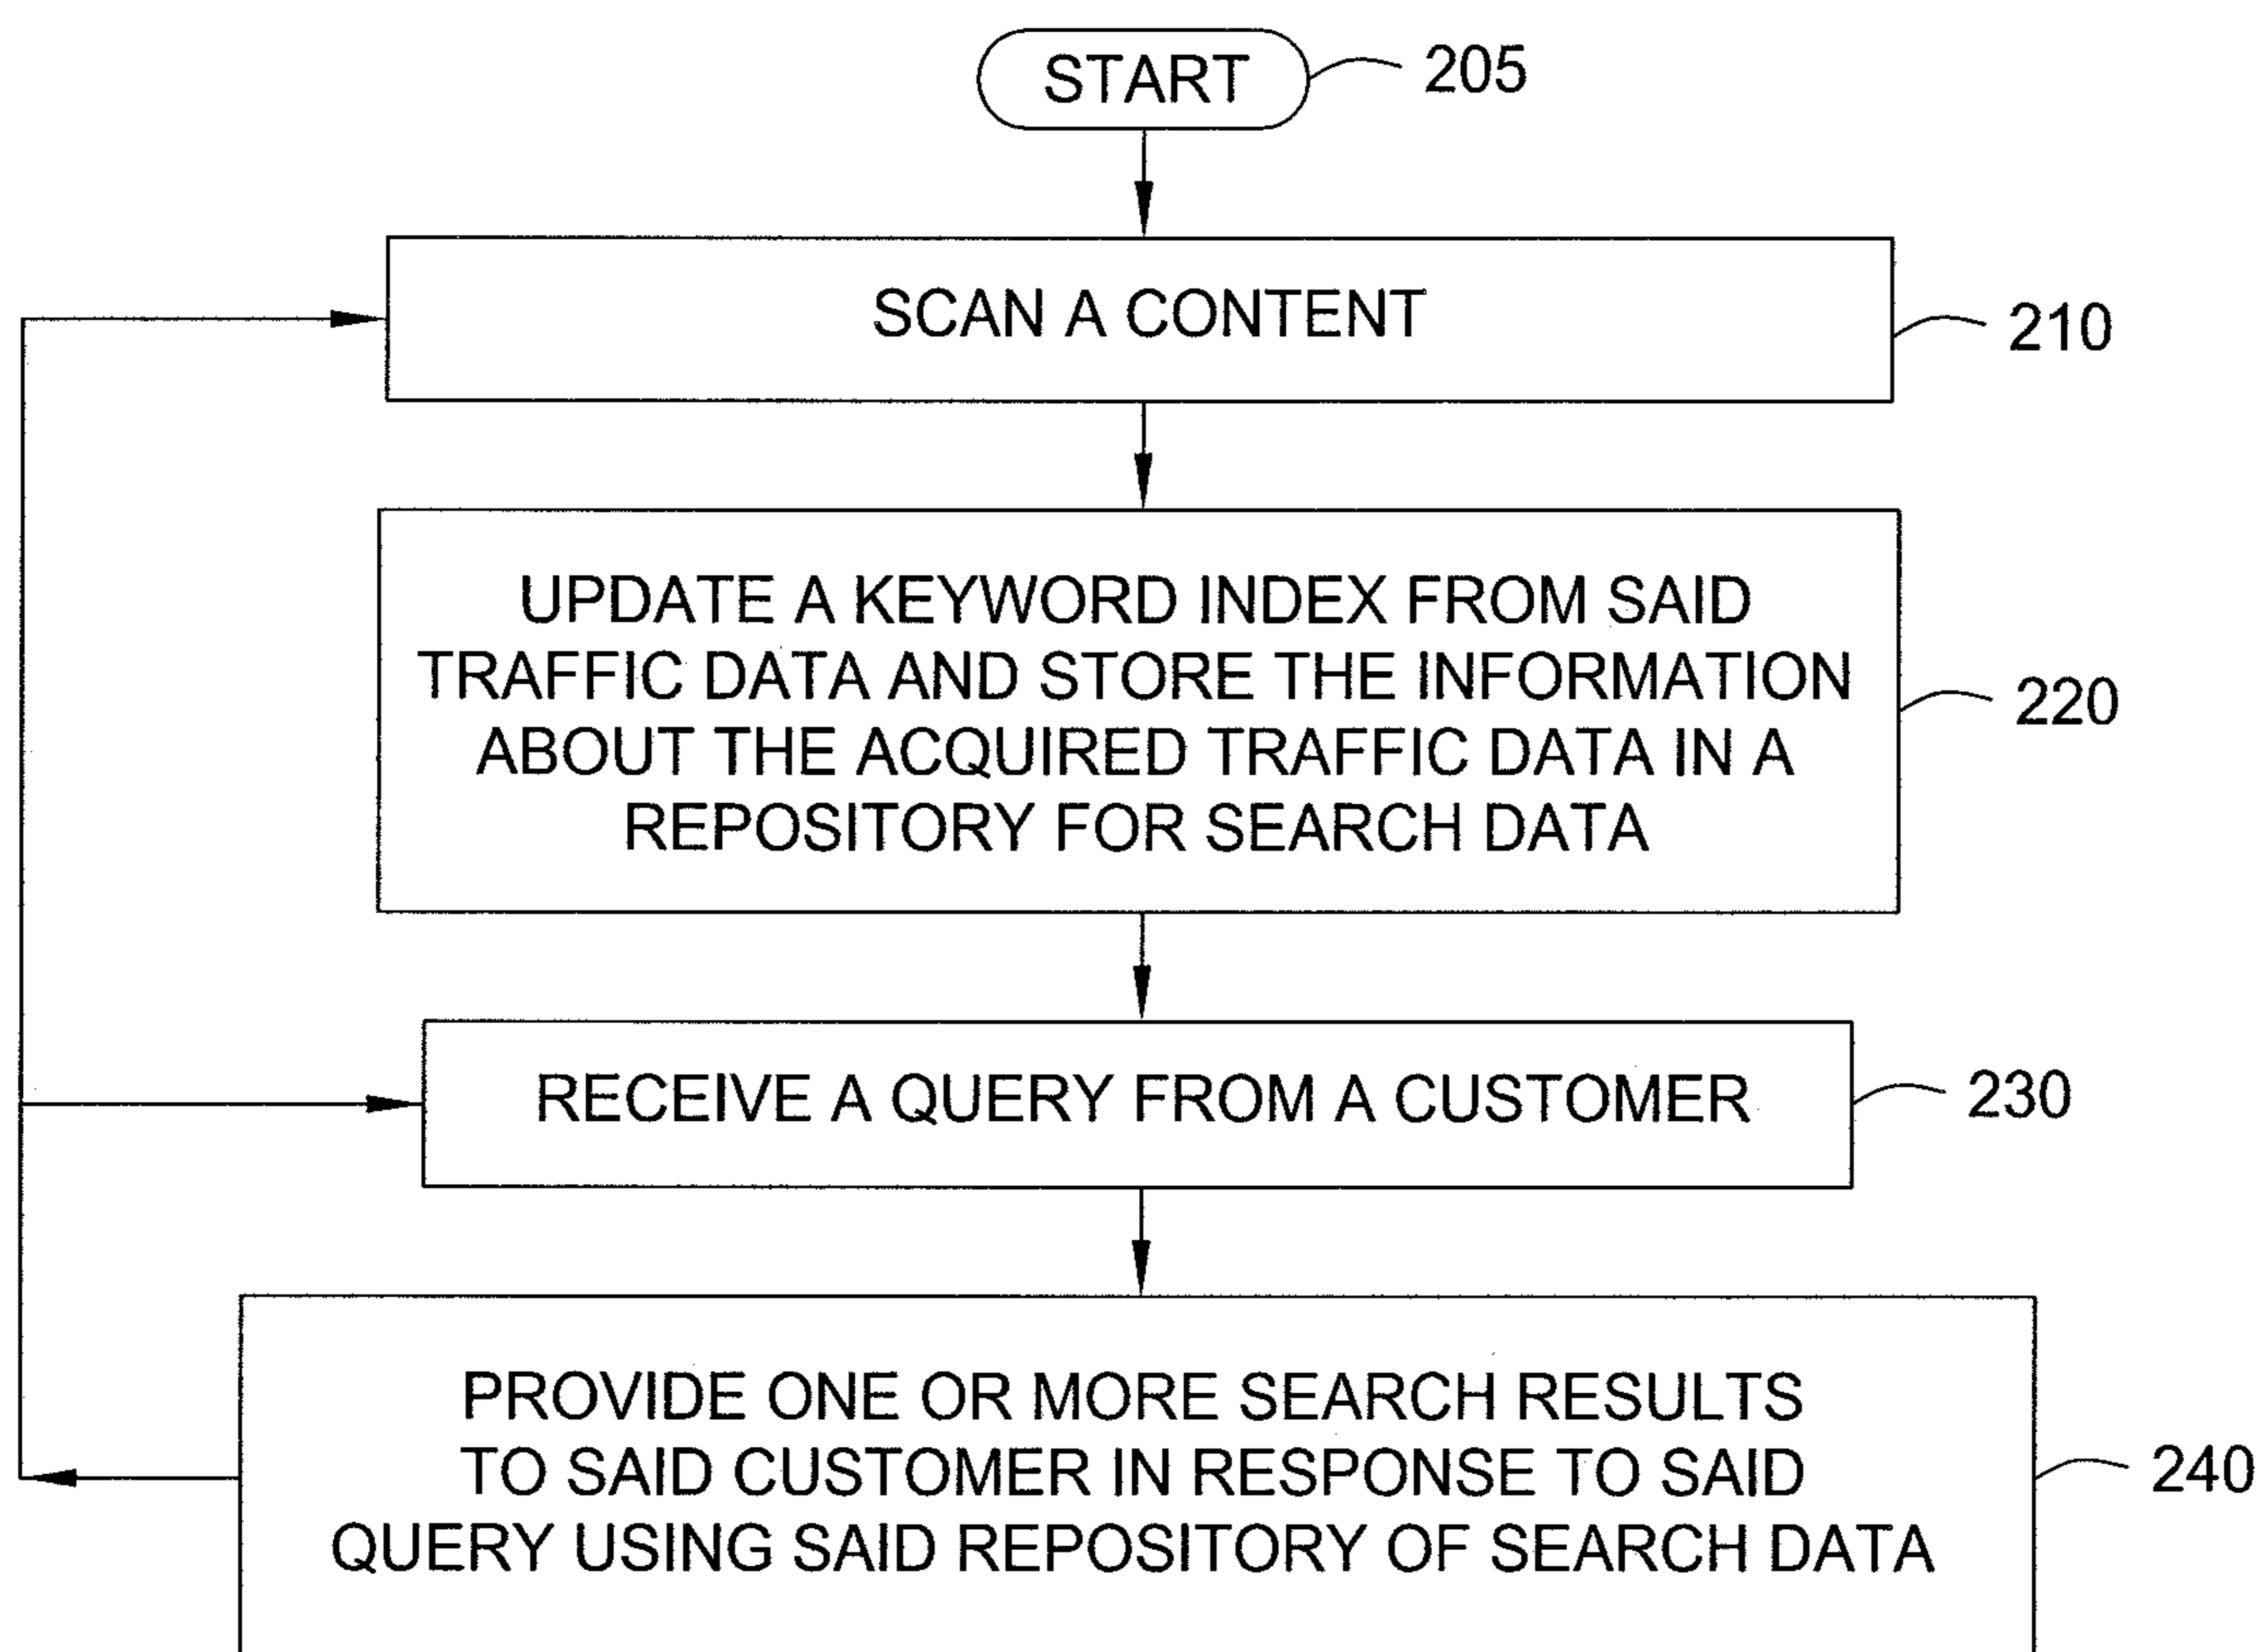 START
205
SCAN A CONTENT
210
UPDATE A KEYWORD INDEX FROM SAID
TRAFFIC DATA AND STORE THE INFORMATION
ABOUT THE ACQUIRED TRAFFIC DATA IN A
REPOSITORY FOR SEARCH DATA
220
RECEIVE A QUERY FROM A CUSTOMER
230
PROVIDE ONE OR MORE SEARCH RESULTS
TO SAID CUSTOMER IN RESPONSE TO SAID
QUERY USING SAID REPOSITORY OF SEARCH DATA
240